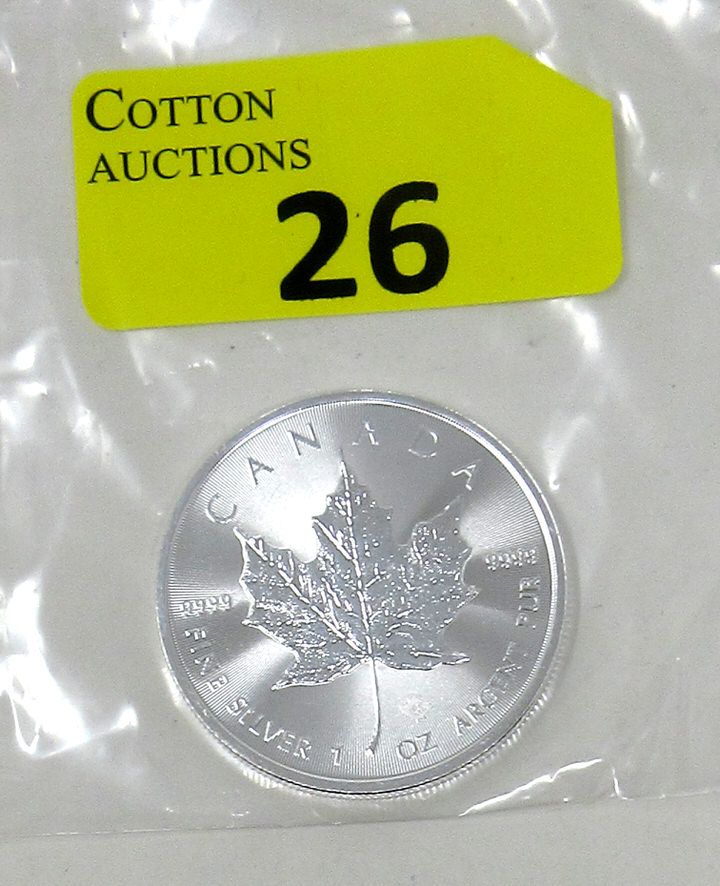 COTTON
AUCTIONS
26
CANADA
9999 9999
FINE SILVER 1 OZ ARGENT PUR